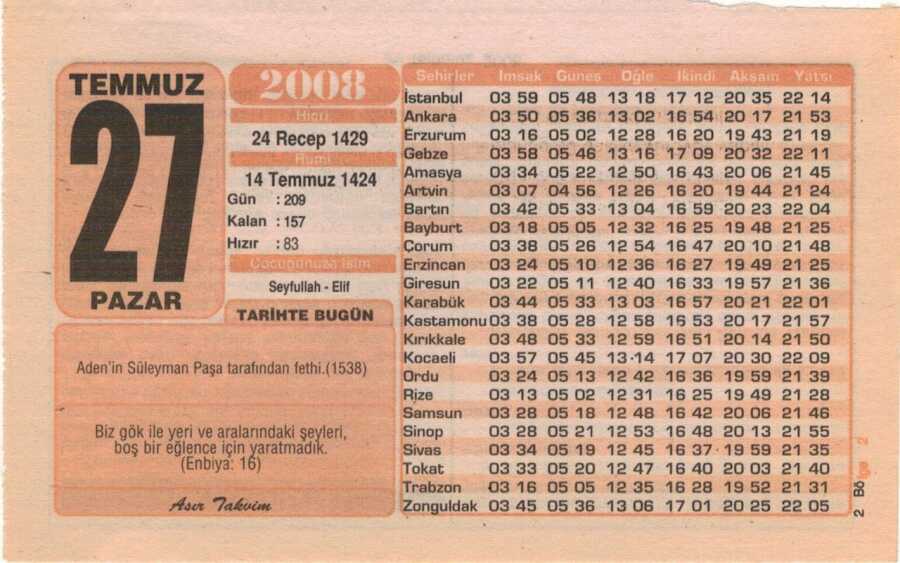 TEMMUZ
27
PAZAR
2008
Hicri
24 Recep 1429
Rumi
14 Temmuz 1424
Gün : 209
Kalan : 157
Hızır : 83
Çocuğunuza İsim
Seyfullah - Elif
TARİHTE BUGÜN
Aden'in Süleyman Paşa tarafından fethi.(1538)
Biz gök ile yeri ve aralarındaki şeyleri,
boş bir eğlence için yaratmadık.
(Enbiya: 16)
Asır Takvim
Şehirler İmsak Güneş Öğle İkindi Akşam Yatsı
İstanbul 03 59 05 48 13 18 17 12 20 35 22 14
Ankara 03 50 05 36 13 02 16 54 20 17 21 53
Erzurum 03 16 05 02 12 28 16 20 19 43 21 19
Gebze 03 58 05 46 13 16 17 09 20 32 22 11
Amasya 03 34 05 22 12 50 16 43 20 06 21 45
Artvin 03 07 04 56 12 26 16 20 19 44 21 24
Bartın 03 42 05 33 13 04 16 59 20 23 22 04
Bayburt 03 18 05 05 12 32 16 25 19 48 21 25
Çorum 03 38 05 26 12 54 16 47 20 10 21 48
Erzincan 03 24 05 10 12 36 16 27 19 49 21 25
Giresun 03 22 05 11 12 40 16 33 19 57 21 36
Karabük 03 44 05 33 13 03 16 57 20 21 22 01
Kastamonu 03 38 05 28 12 58 16 53 20 17 21 57
Kırıkkale 03 48 05 33 12 59 16 51 20 14 21 50
Kocaeli 03 57 05 45 13 14 17 07 20 30 22 09
Ordu 03 24 05 13 12 42 16 36 19 59 21 39
Rize 03 13 05 02 12 31 16 25 19 49 21 28
Samsun 03 28 05 18 12 48 16 42 20 06 21 46
Sinop 03 28 05 21 12 53 16 48 20 13 21 55
Sivas 03 34 05 19 12 45 16 37 19 59 21 35
Tokat 03 33 05 20 12 47 16 40 20 03 21 40
Trabzon 03 16 05 05 12 35 16 28 19 52 21 31
Zonguldak 03 45 05 36 13 06 17 01 20 25 22 05
2 Bölge 2